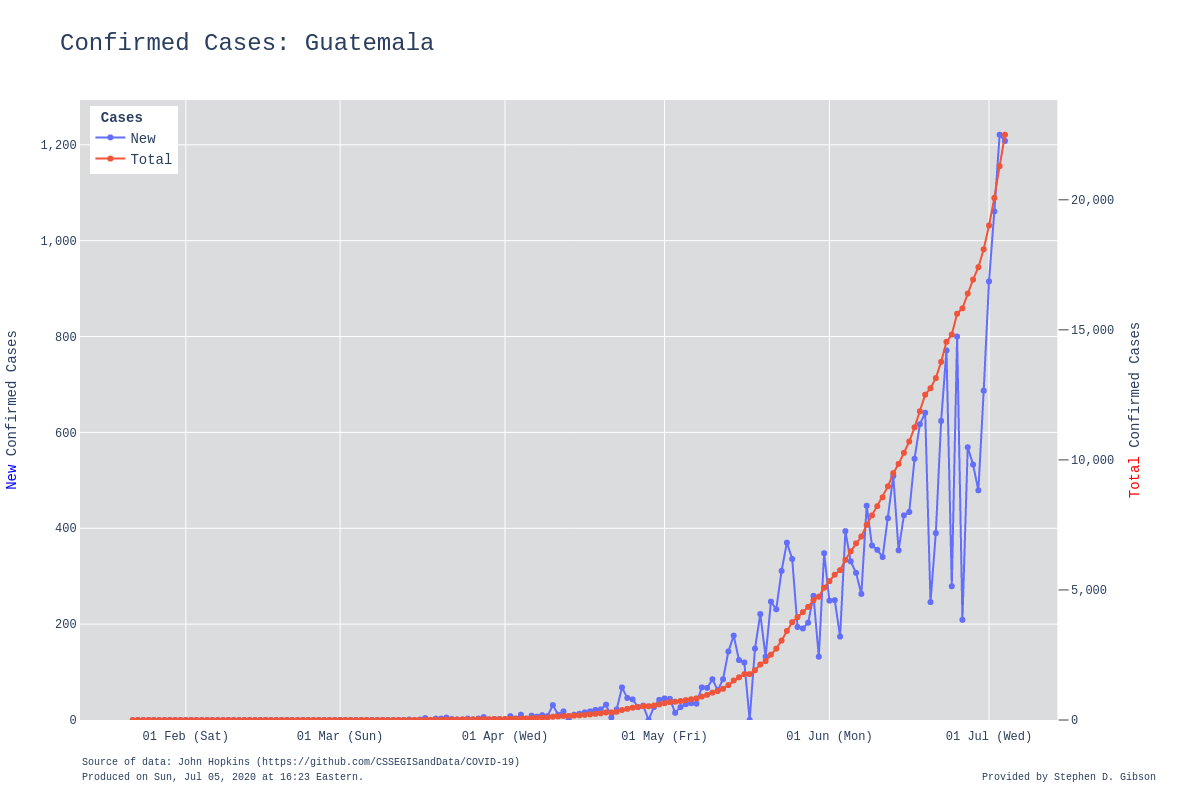 Confirmed Cases: Guatemala
Cases
New
Total
1,200
1,000
800
600
400
200
0
20,000
15,000
10,000
5,000
0
New Confirmed Cases
Total Confirmed Cases
01 Feb (Sat)
01 Mar (Sun)
01 Apr (Wed)
01 May (Fri)
01 Jun (Mon)
01 Jul (Wed)
Source of data: John Hopkins (https://github.com/CSSEGISandData/COVID-19)
Produced on Sun, Jul 05, 2020 at 16:23 Eastern.
Provided by Stephen D. Gibson